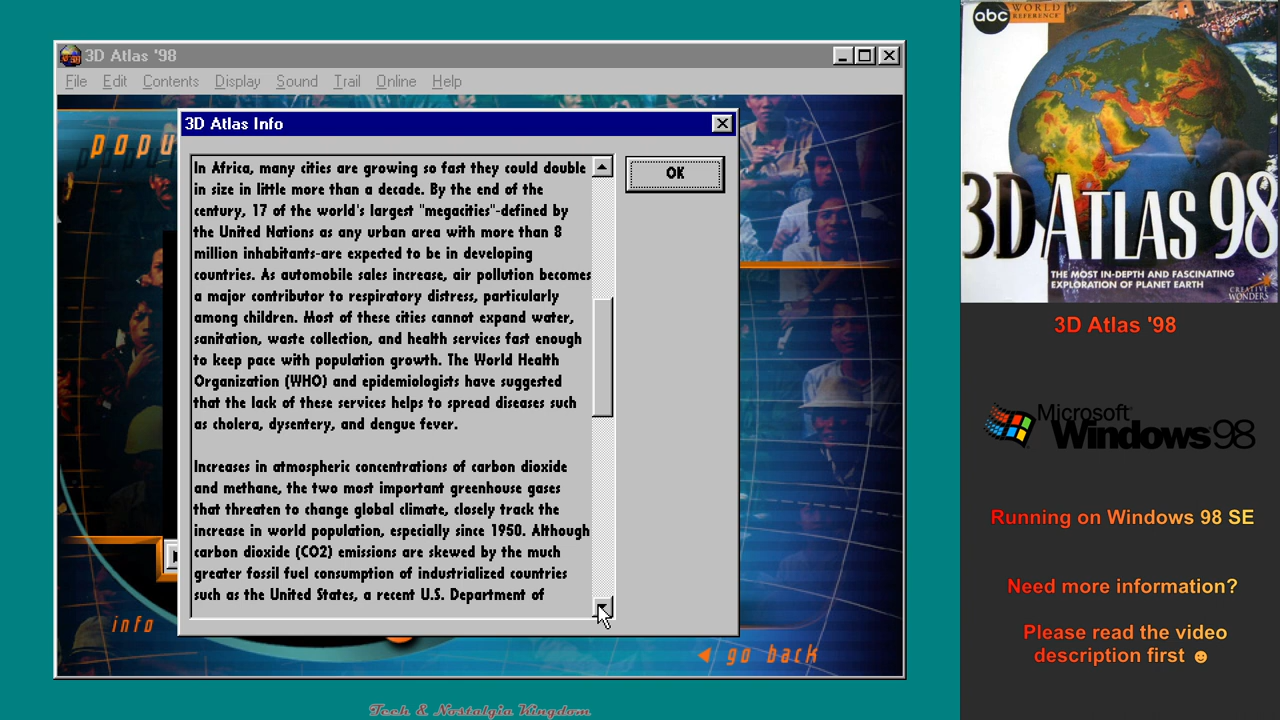 3D Atlas '98
File Edit Contents Display Sound Trail Online Help
popu
3D Atlas Info
In Africa, many cities are growing so fast they could double
in size in little more than a decade. By the end of the
century, 17 of the world's largest "megacities"-defined by
the United Nations as any urban area with more than 8
million inhabitants-are expected to be in developing
countries. As automobile sales increase, air pollution becomes
a major contributor to respiratory distress, particularly
among children. Most of these cities cannot expand water,
sanitation, waste collection, and health services fast enough
to keep pace with population growth. The World Health
Organization (WHO) and epidemiologists have suggested
that the lack of these services helps to spread diseases such
as cholera, dysentery, and dengue fever.
Increases in atmospheric concentrations of carbon dioxide
and methane, the two most important greenhouse gases
that threaten to change global climate, closely track the
increase in world population, especially since 1950. Although
carbon dioxide (CO2) emissions are skewed by the much
greater fossil fuel consumption of industrialized countries
such as the United States, a recent U.S. Department of
OK
info
go back
Tech & Nostalgia Kingdom
abc WORLD
REFERENCE
3D ATLAS 98
THE MOST IN-DEPTH AND FASCINATING
EXPLORATION OF PLANET EARTH
CREATIVE
WONDERS
3D Atlas '98
Microsoft
Windows 98
Running on Windows 98 SE
Need more information?
Please read the video
description first ☻